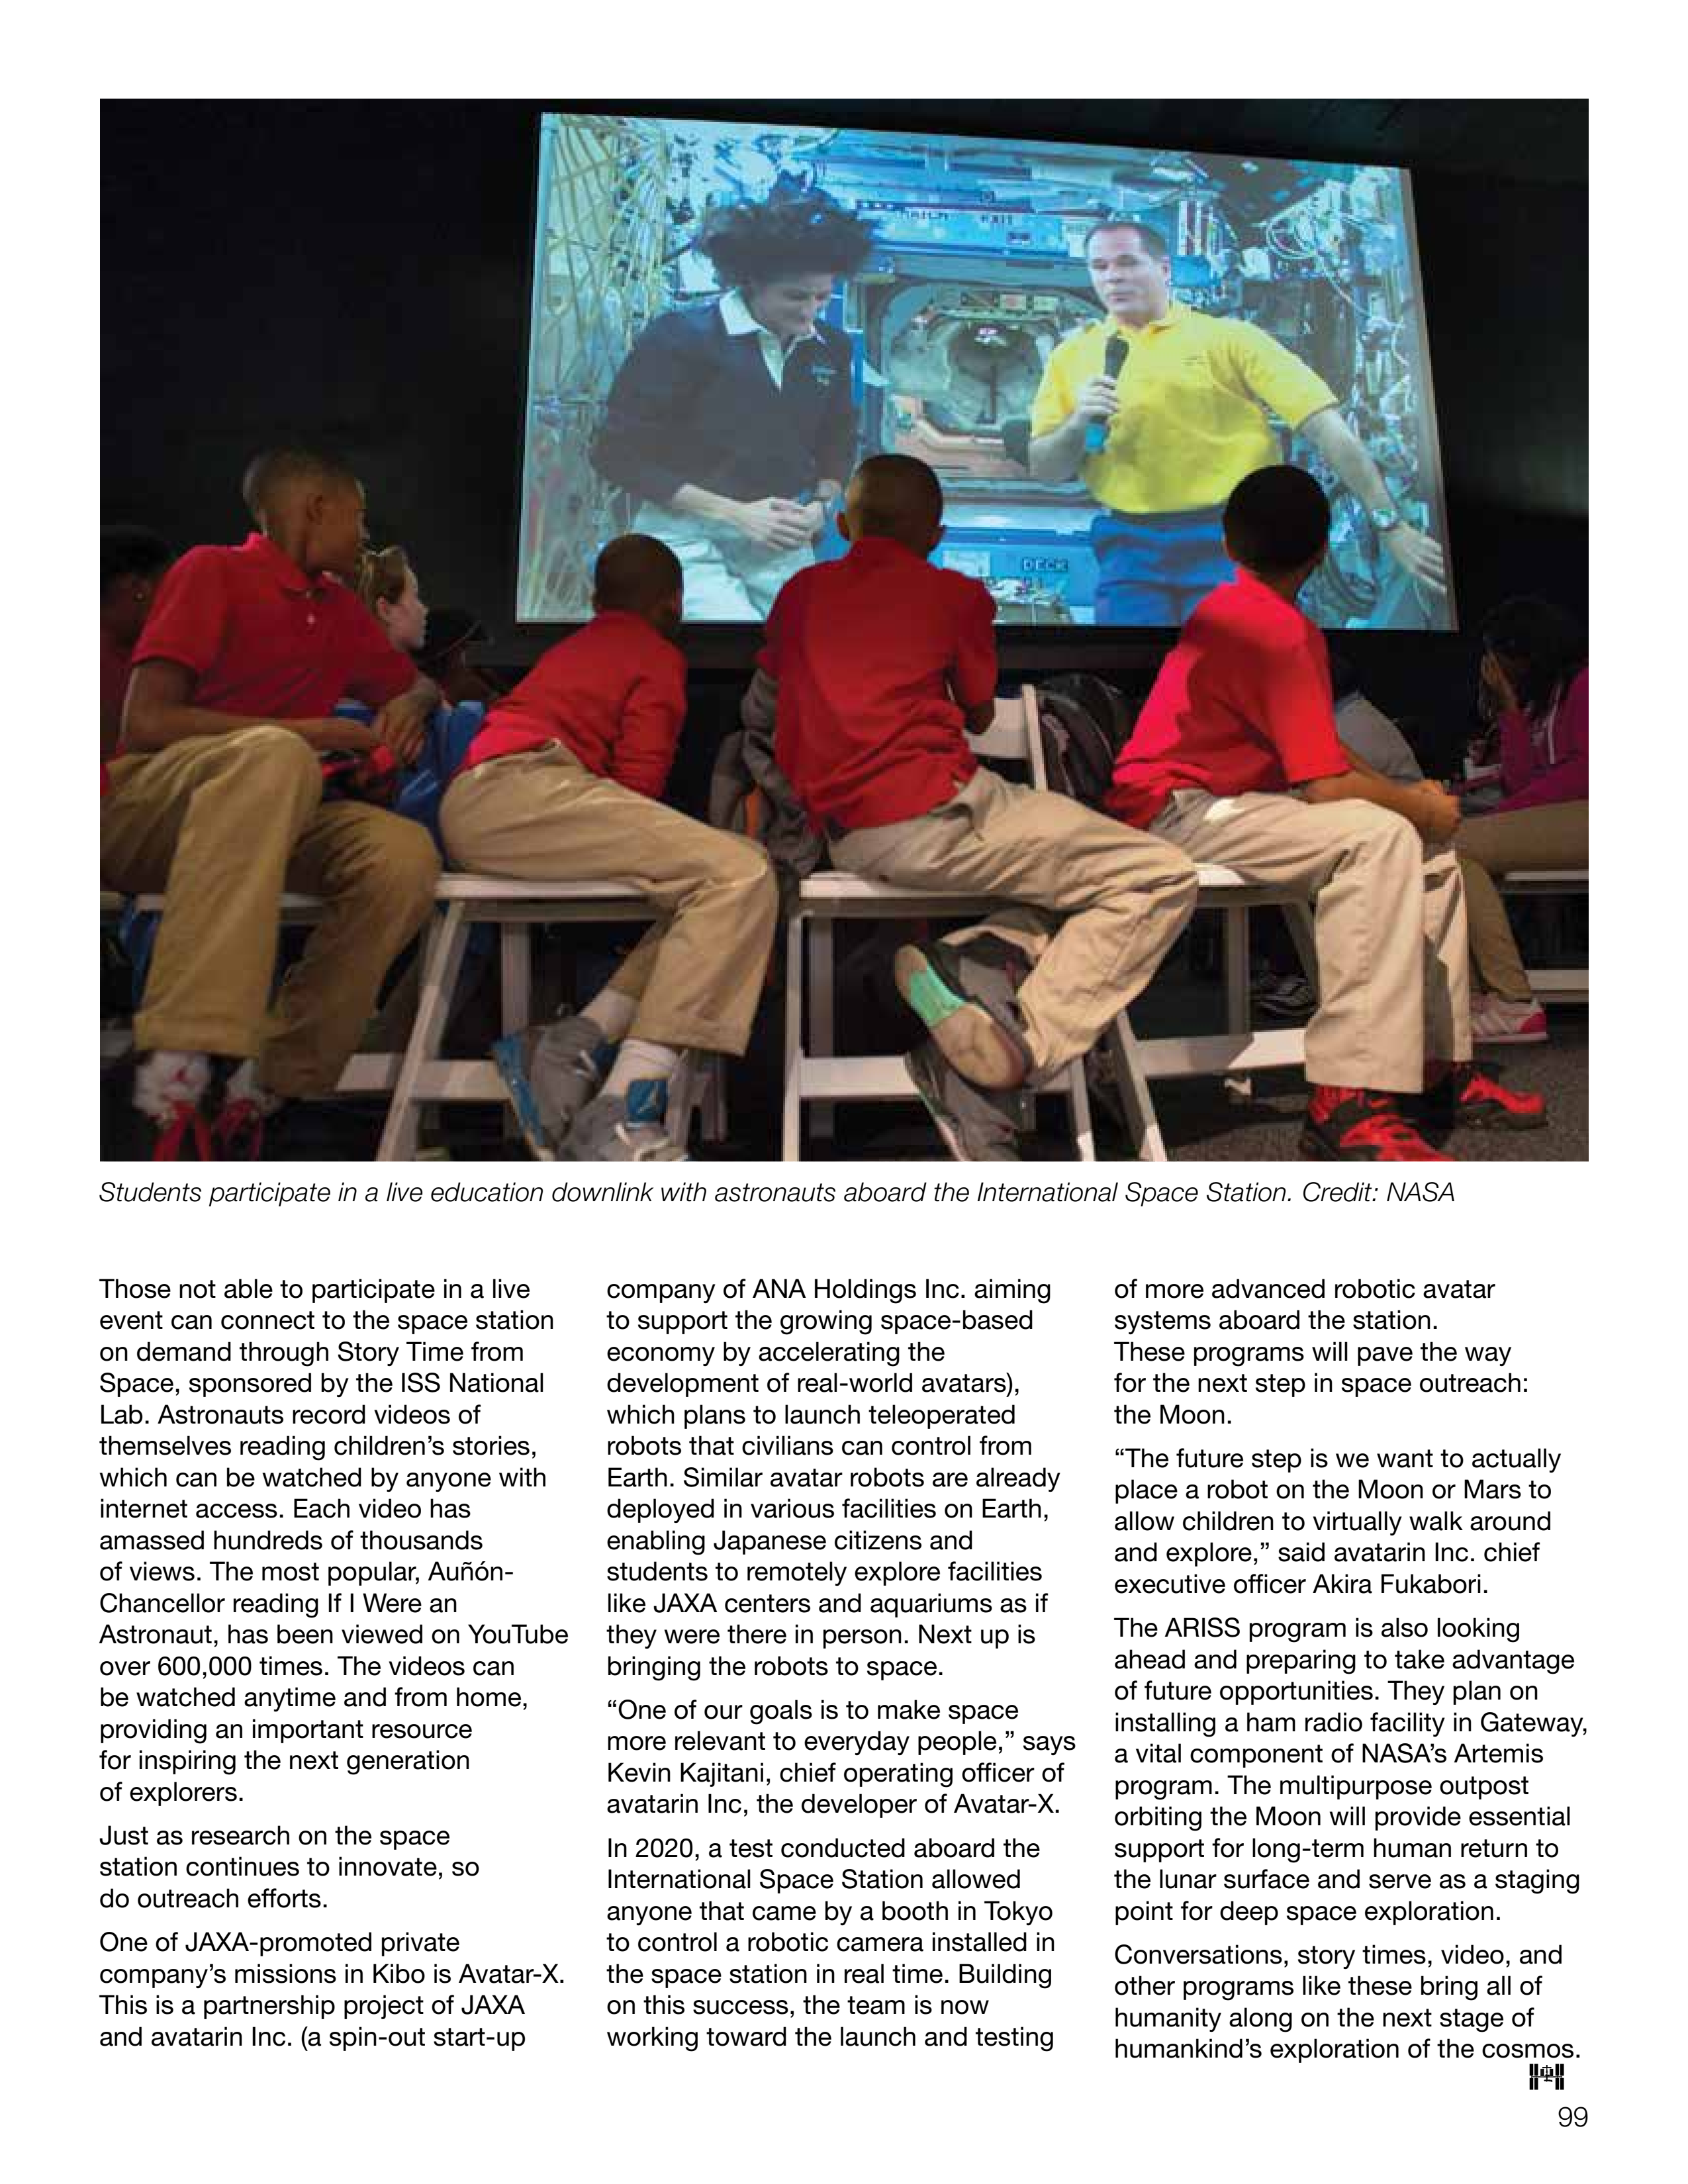 DECK
Students participate in a live education downlink with astronauts aboard the International Space Station. Credit: NASA
Those not able to participate in a live
event can connect to the space station
on demand through Story Time from
Space, sponsored by the ISS National
Lab. Astronauts record videos of
themselves reading children’s stories,
which can be watched by anyone with
internet access. Each video has
amassed hundreds of thousands
of views. The most popular, Auñón-
Chancellor reading If I Were an
Astronaut, has been viewed on YouTube
over 600,000 times. The videos can
be watched anytime and from home,
providing an important resource
for inspiring the next generation
of explorers.
Just as research on the space
station continues to innovate, so
do outreach efforts.
One of JAXA-promoted private
company’s missions in Kibo is Avatar-X.
This is a partnership project of JAXA
and avatarin Inc. (a spin-out start-up
company of ANA Holdings Inc. aiming
to support the growing space-based
economy by accelerating the
development of real-world avatars),
which plans to launch teleoperated
robots that civilians can control from
Earth. Similar avatar robots are already
deployed in various facilities on Earth,
enabling Japanese citizens and
students to remotely explore facilities
like JAXA centers and aquariums as if
they were there in person. Next up is
bringing the robots to space.
“One of our goals is to make space
more relevant to everyday people,” says
Kevin Kajitani, chief operating officer of
avatarin Inc, the developer of Avatar-X.
In 2020, a test conducted aboard the
International Space Station allowed
anyone that came by a booth in Tokyo
to control a robotic camera installed in
the space station in real time. Building
on this success, the team is now
working toward the launch and testing
of more advanced robotic avatar
systems aboard the station.
These programs will pave the way
for the next step in space outreach:
the Moon.
“The future step is we want to actually
place a robot on the Moon or Mars to
allow children to virtually walk around
and explore,” said avatarin Inc. chief
executive officer Akira Fukabori.
The ARISS program is also looking
ahead and preparing to take advantage
of future opportunities. They plan on
installing a ham radio facility in Gateway,
a vital component of NASA’s Artemis
program. The multipurpose outpost
orbiting the Moon will provide essential
support for long-term human return to
the lunar surface and serve as a staging
point for deep space exploration.
Conversations, story times, video, and
other programs like these bring all of
humanity along on the next stage of
humankind’s exploration of the cosmos.
99